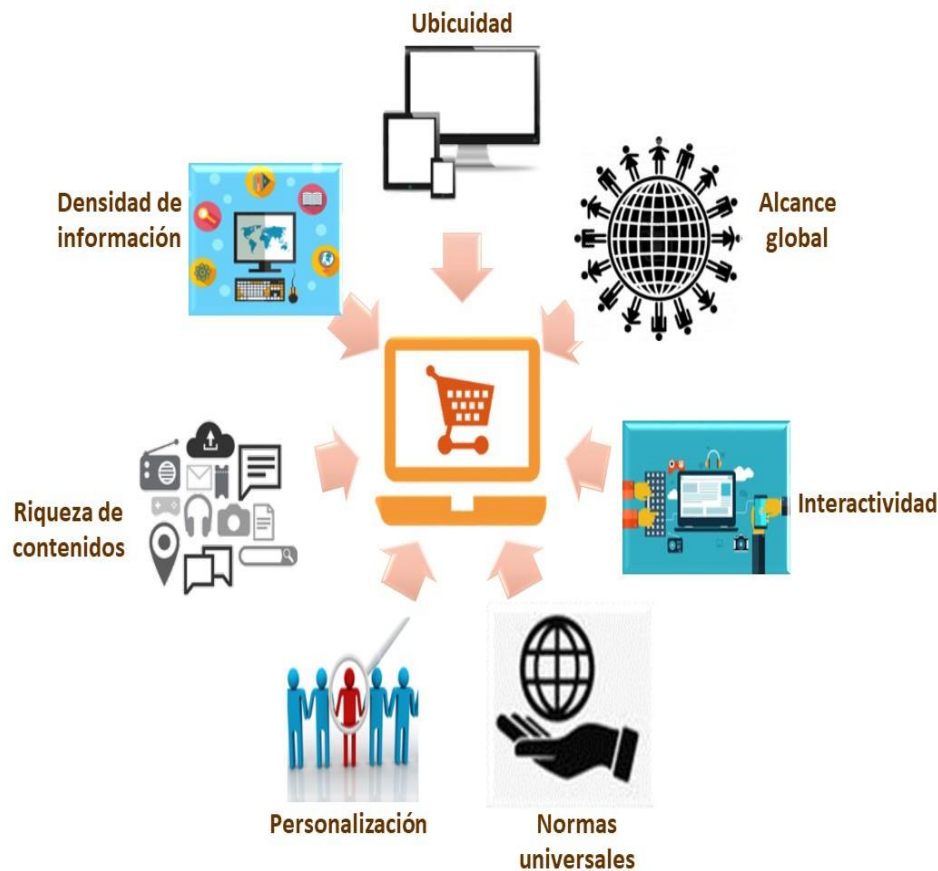 Ubicuidad
Densidad de
información
Alcance
global
Riqueza de
contenidos
Interactividad
Personalización
Normas
universales